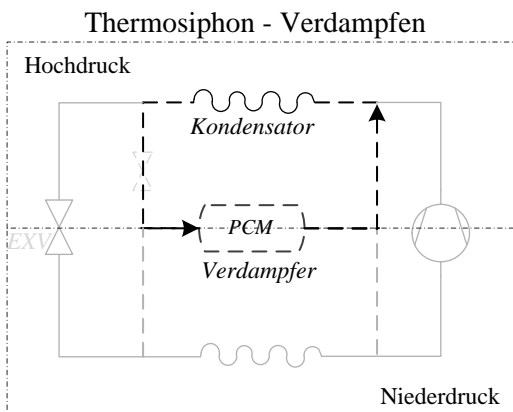 Thermosiphon - Verdampfen
Hochdruck
Kondensator
EXV
PCM
Verdampfer
Niederdruck